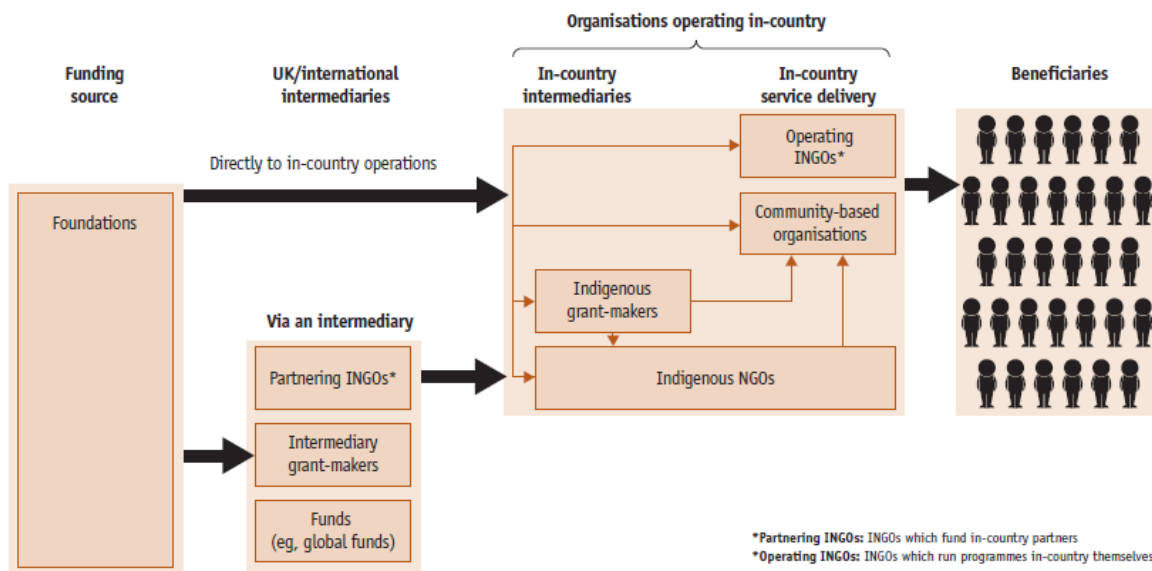 Organisations operating in-country
Funding
source
UK/international
intermediaries
In-country
intermediaries
In-country
service delivery
Beneficiaries
Directly to in-country operations
Foundations
Operating
INGOs*
Community-based
organisations
Indigenous
grant-makers
Via an intermediary
Partnering INGOs*
Indigenous NGOs
Intermediary
grant-makers
Funds
(eg, global funds)
*Partnering INGOs: INGOs which fund in-country partners
*Operating INGOs: INGOs which run programmes in-country themselves